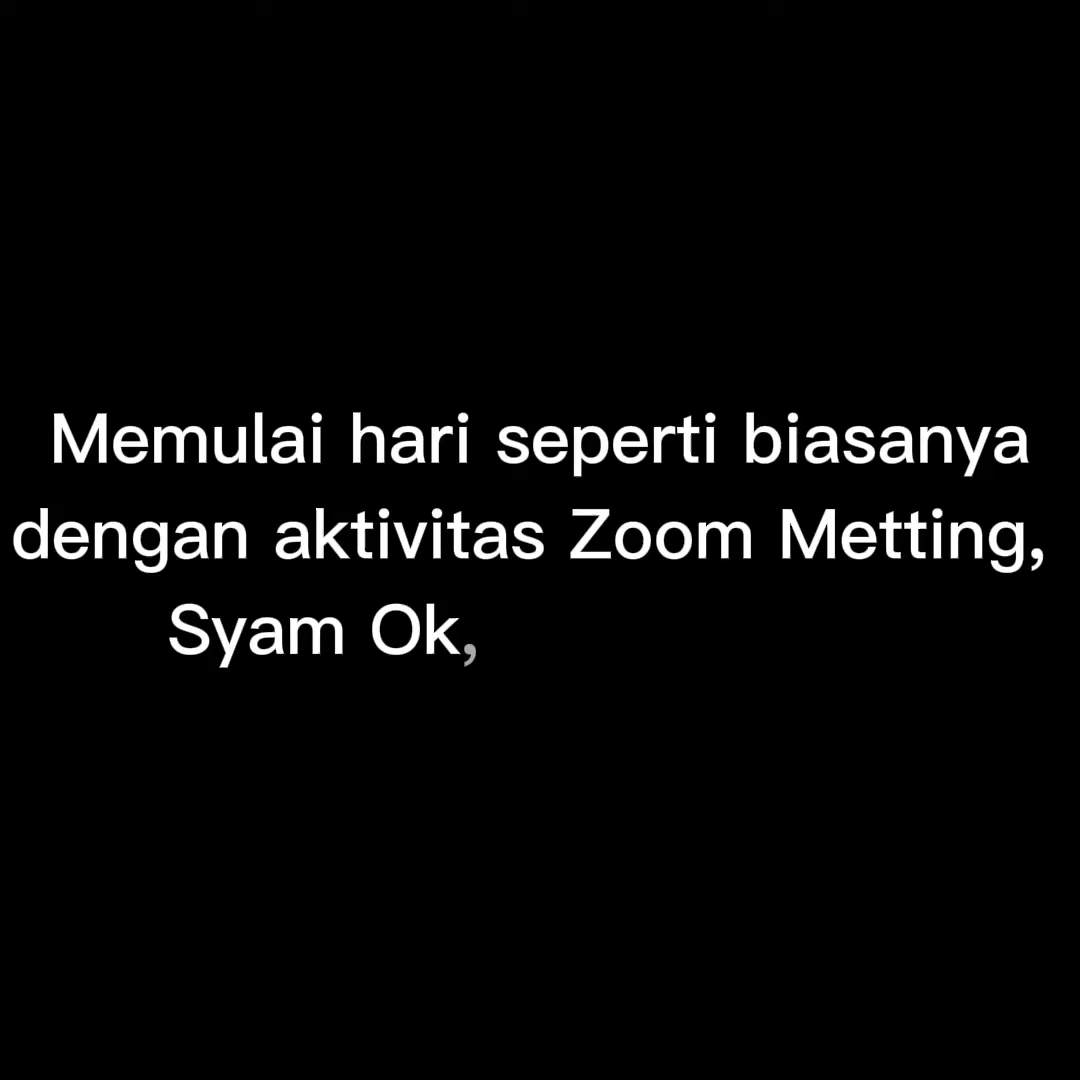 Memulai hari seperti biasanya
dengan aktivitas Zoom Metting,
Syam Ok,